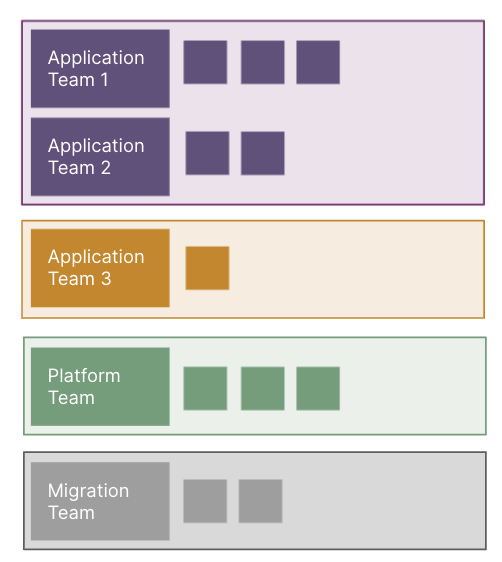 Application
Team 1
Application
Team 2
Application
Team 3
Platform
Team
Migration
Team